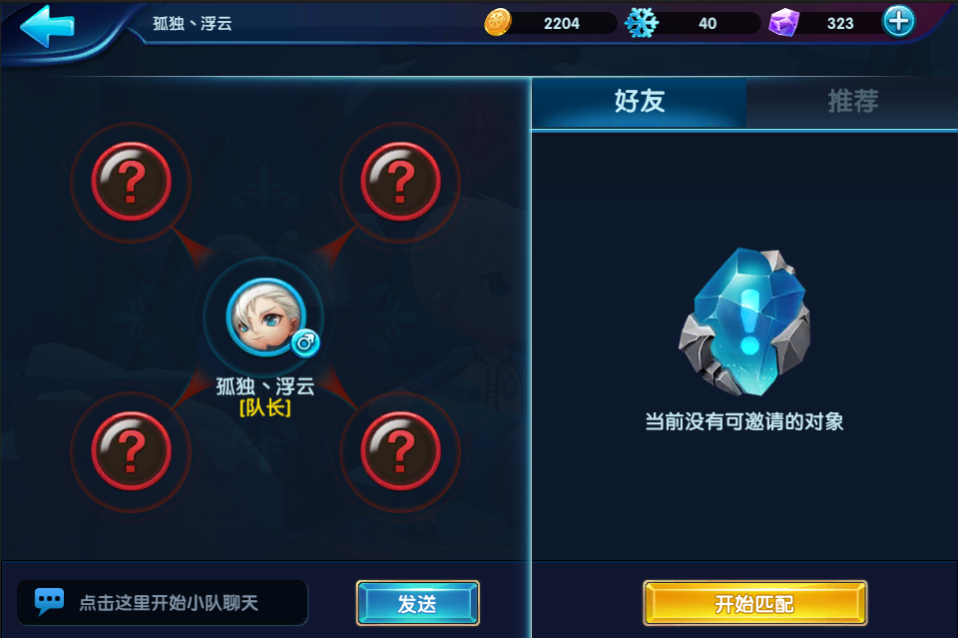 孤独丶浮云
2204
40
323
好友
推荐
?
?
孤独丶浮云
[队长]
?
?
!
当前没有可邀请的对象
点击这里开始小队聊天
发送
开始匹配